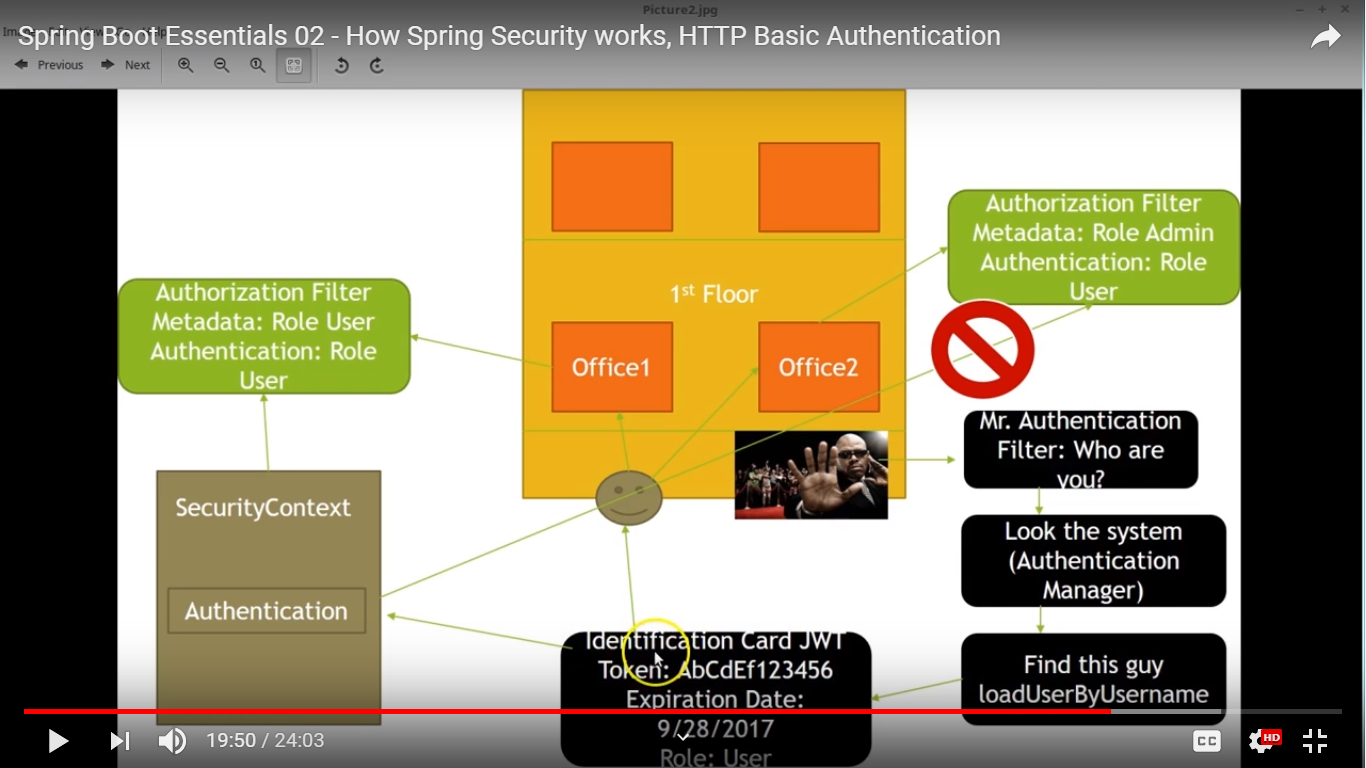 Picture2.jpg
Spring Boot Essentials 02 - How Spring Security works, HTTP Basic Authentication
Previous
Next
Authorization Filter
Metadata: Role Admin
Authentication: Role
User
1st Floor
Authorization Filter
Metadata: Role User
Authentication: Role
User
Office1
Office2
Mr. Authentication
Filter: Who are
you?
SecurityContext
Authentication
Look the system
(Authentication
Manager)
Identification Card JWT
Token: AbCdEf123456
Expiration Date:
9/28/2017
Role: User
Find this guy
loadUserByUsername
19:50 / 24:03
CC
HD